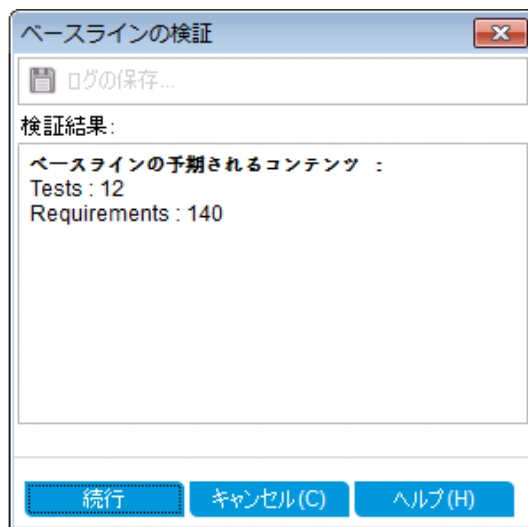 ベースラインの検証
ログの保存...
検証結果:
ベースラインの予期されるコンテンツ :
Tests : 12
Requirements : 140
続行
キャンセル(C)
ヘルプ(H)